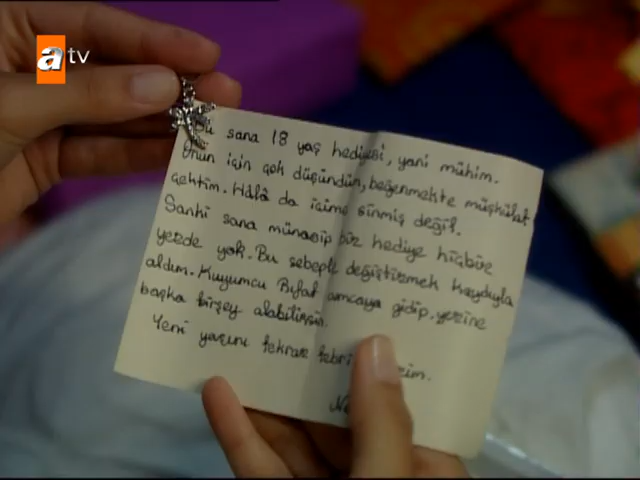 atv
Bu sana 18 yaş hediyesi, yani mühim.
Onun için çok düşündüm, beğenmekte müşkülat
çektim. Hâlâ da içime sinmiş değil.
Sanki sana münasip bir hediye hiçbir
yerde yok. Bu sebeple değiştirmek kaydıyla
aldım. Kuyumcu Rıfat amcaya gidip, yerine
başka birşey alabilirsin.
Yeni yaşını tekrar